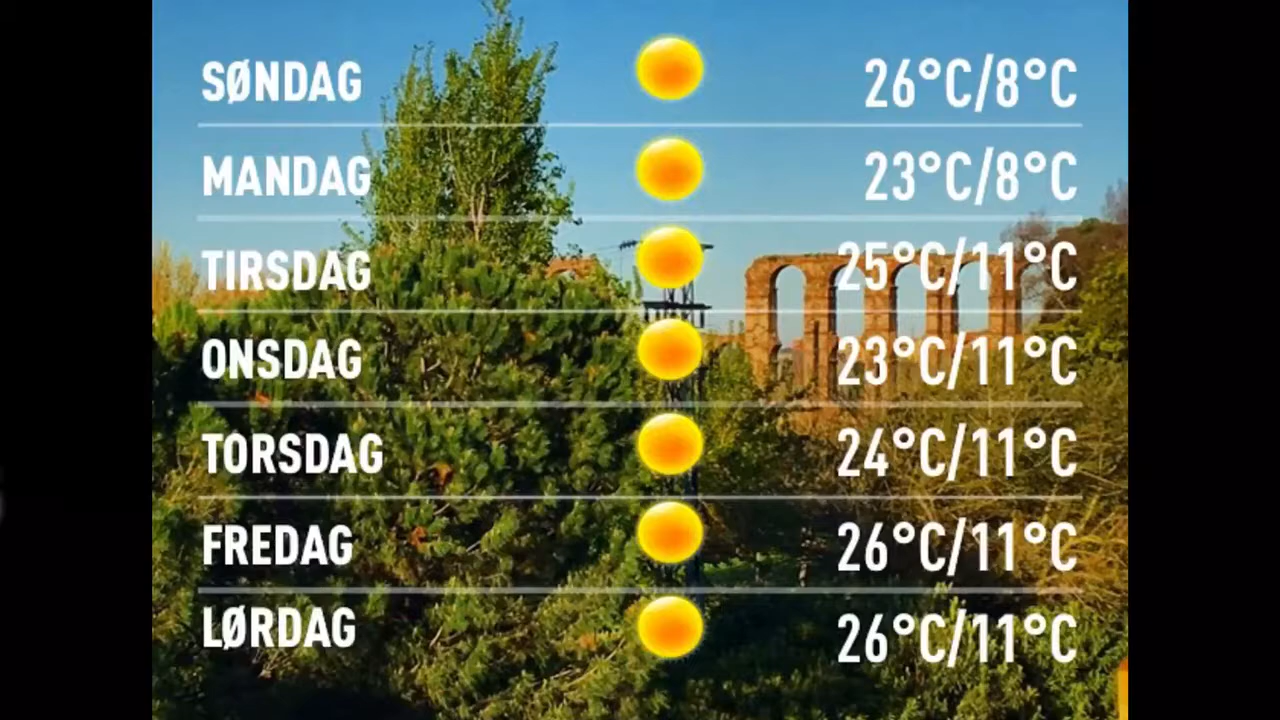 SØNDAG 26°C/8°C
MANDAG 23°C/8°C
TIRSDAG 25°C/11°C
ONSDAG 23°C/11°C
TORSDAG 24°C/11°C
FREDAG 26°C/11°C
LØRDAG 26°C/11°C